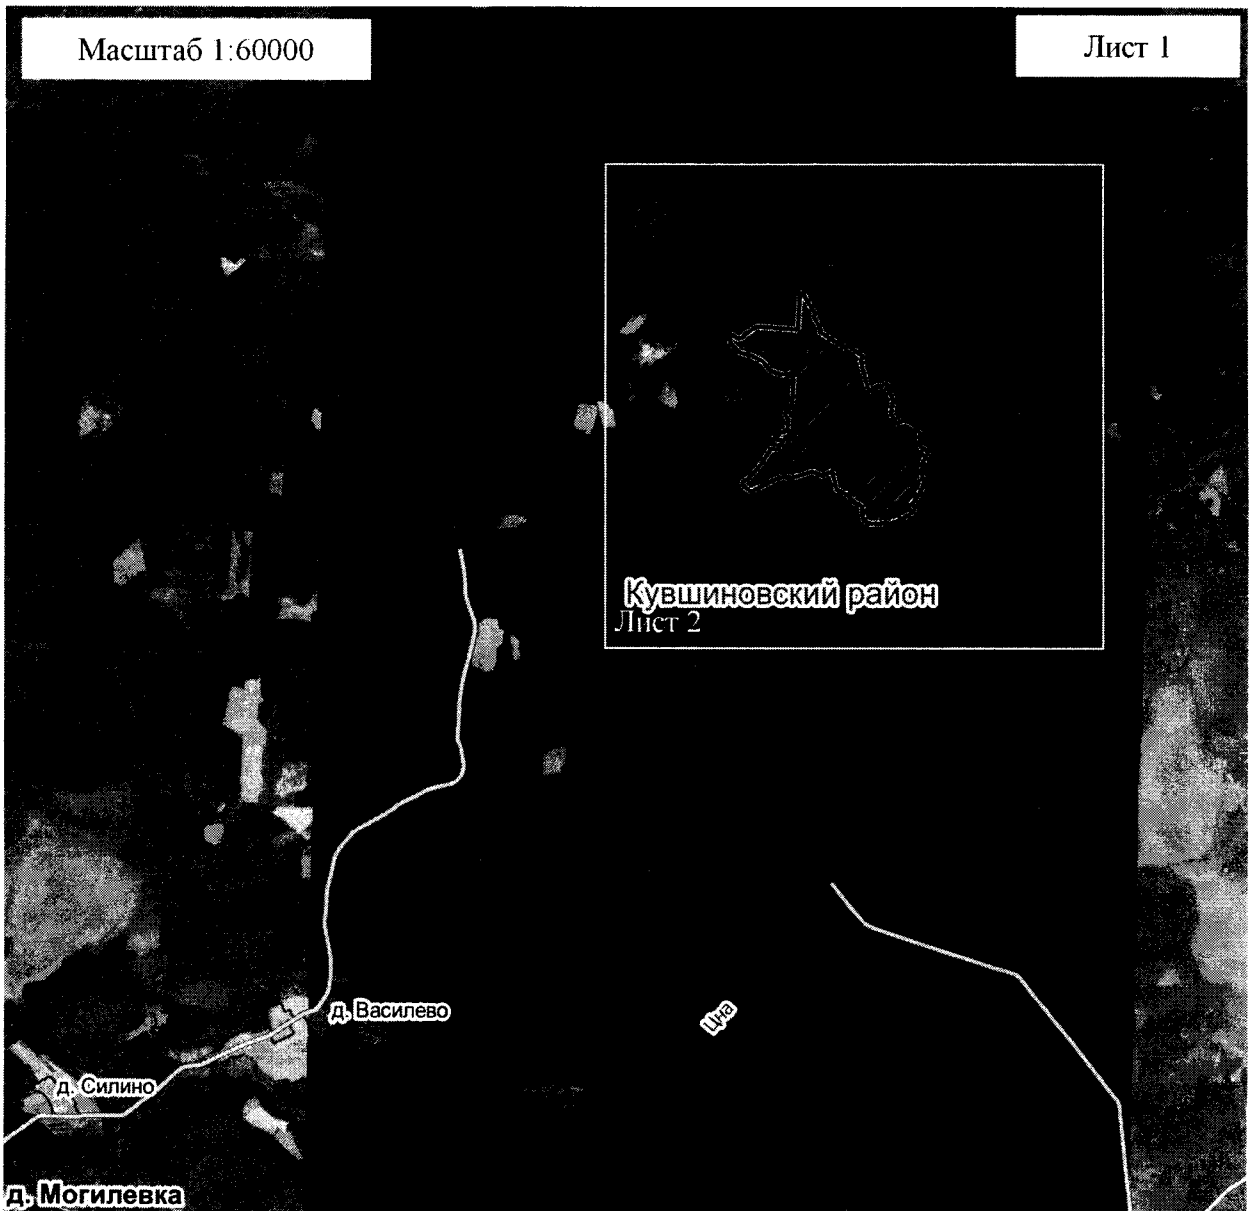 Масштаб 1:60000
Лист 1
Кувшиновский район
Лист 2
д. Василево
Цна
д. Силино
д. Могилевка